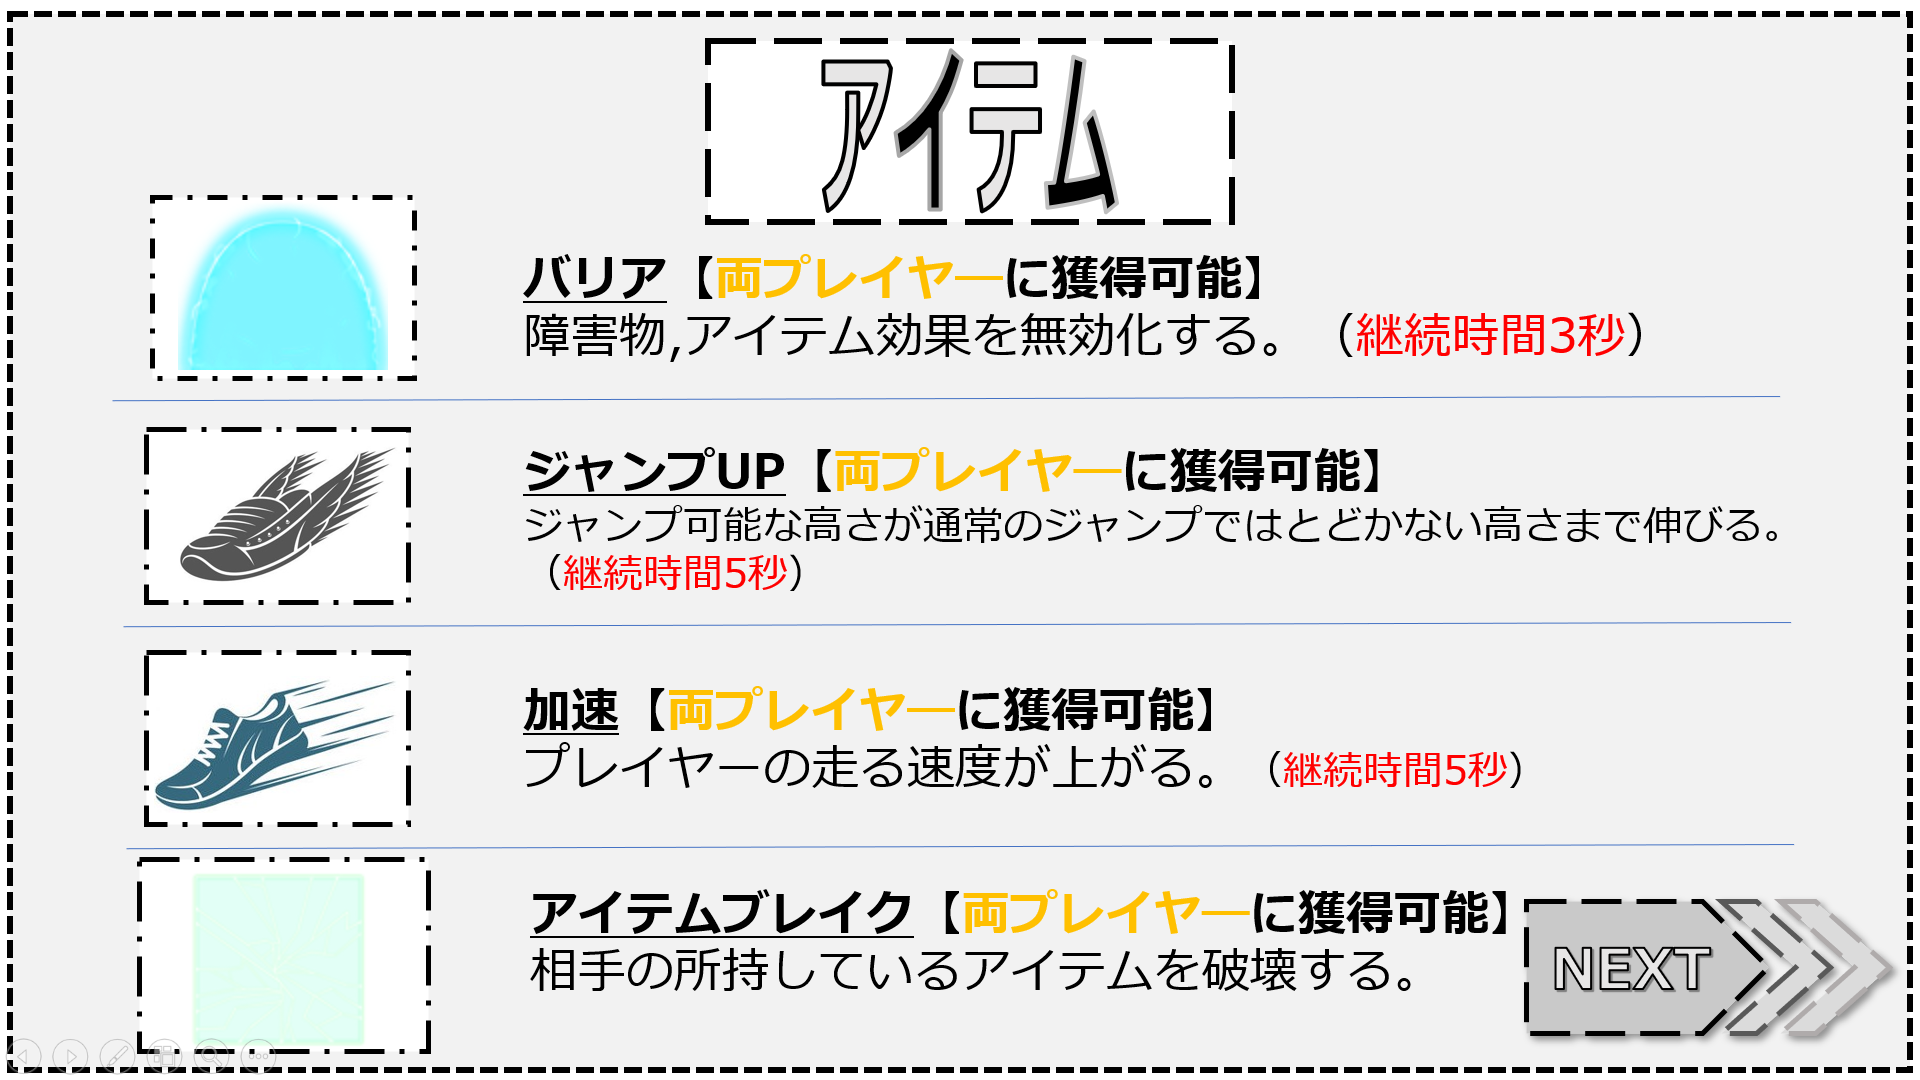 アイテム
バリア【両プレイヤ―に獲得可能】
障害物,アイテム効果を無効化する。（継続時間3秒）
ジャンプUP【両プレイヤ―に獲得可能】
ジャンプ可能な高さが通常のジャンプではとどかない高さまで伸びる。
（継続時間5秒）
加速【両プレイヤ―に獲得可能】
プレイヤーの走る速度が上がる。（継続時間5秒）
アイテムブレイク【両プレイヤ―に獲得可能】
相手の所持しているアイテムを破壊する。
NEXT